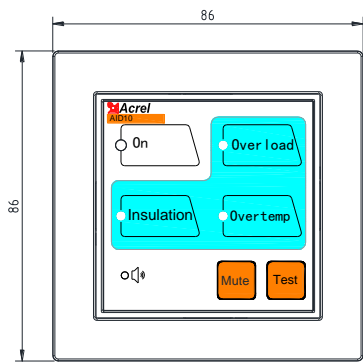 86
86
Acrel
AID10
On
Overload
Insulation
Overtemp
Mute
Test